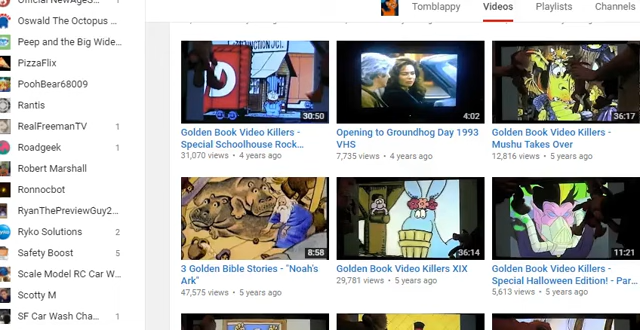 Oswald The Octopus ...
Peep and the Big Wide...
PizzaFlix
PoohBear68009
Rantis
RealFreemanTV 1
Roadgeek 1
Robert Marshall
Ronnocbot
RyanThePreviewGuy2...
Ryko Solutions 2
Safety Boost 5
Scale Model RC Car W...
Scotty M
SF Car Wash Cha... 1
Tomblappy Videos Playlists Channels
30:50
4:02
36:17
Golden Book Video Killers -
Special Schoolhouse Rock...
31,070 views • 4 years ago
Opening to Groundhog Day 1993
VHS
7,735 views • 4 years ago
Golden Book Video Killers -
Mushu Takes Over
12,816 views • 5 years ago
8:58
36:14
11:21
3 Golden Bible Stories - "Noah's
Ark"
47,575 views • 5 years ago
Golden Book Video Killers XIX
29,781 views • 5 years ago
Golden Book Video Killers -
Special Halloween Edition! - Par...
5,613 views • 5 years ago